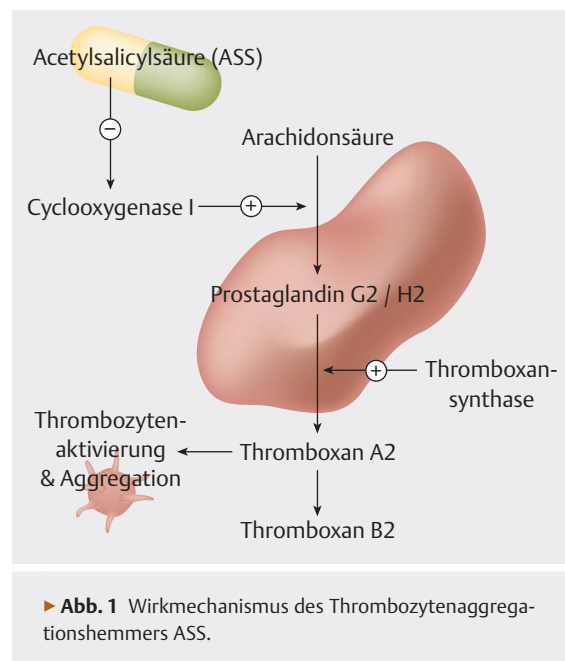 Acetylsalicylsäure (ASS)
−
Arachidonsäure
Cyclooxygenase I
+
Prostaglandin G2 / H2
+
Thromboxan-
synthase
Thrombozyten-
aktivierung
& Aggregation
Thromboxan A2
Thromboxan B2
► Abb. 1 Wirkmechanismus des Thrombozytenaggrega-
tionshemmers ASS.